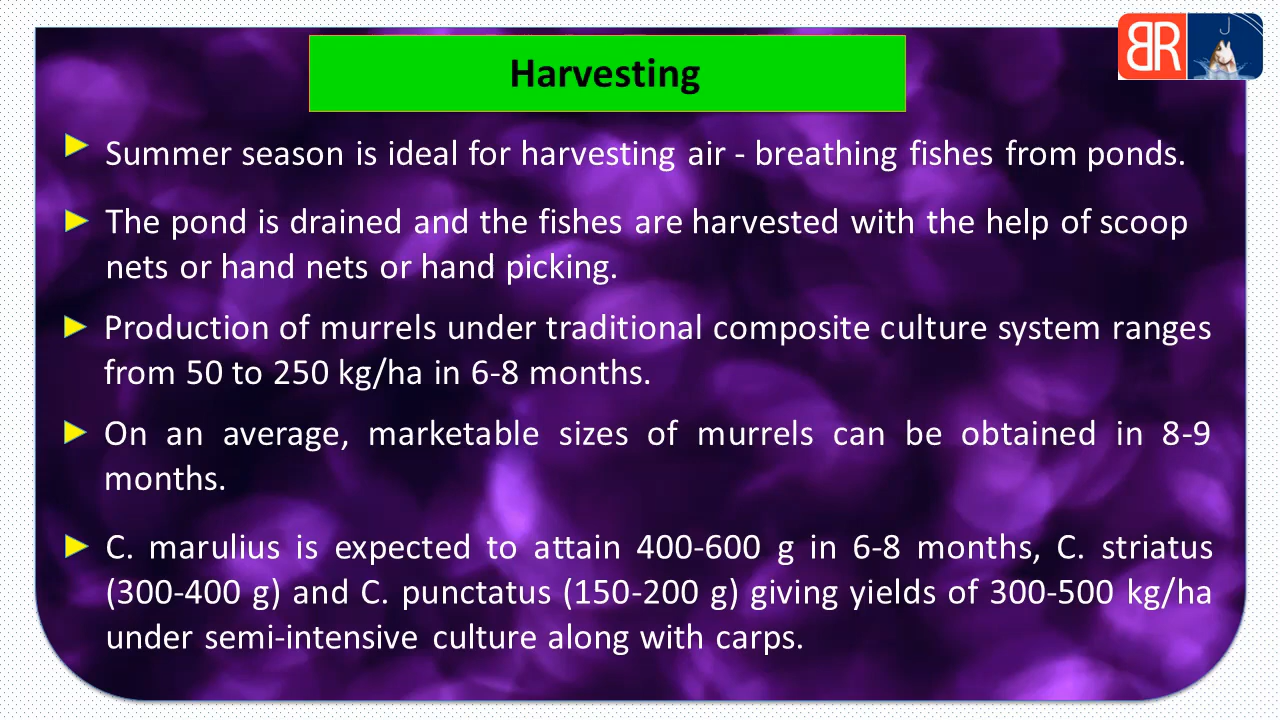 BR
Harvesting
Summer season is ideal for harvesting air - breathing fishes from ponds.
The pond is drained and the fishes are harvested with the help of scoop
nets or hand nets or hand picking.
Production of murrels under traditional composite culture system ranges
from 50 to 250 kg/ha in 6-8 months.
On an average, marketable sizes of murrels can be obtained in 8-9
months.
C. marulius is expected to attain 400-600 g in 6-8 months, C. striatus
(300-400 g) and C. punctatus (150-200 g) giving yields of 300-500 kg/ha
under semi-intensive culture along with carps.